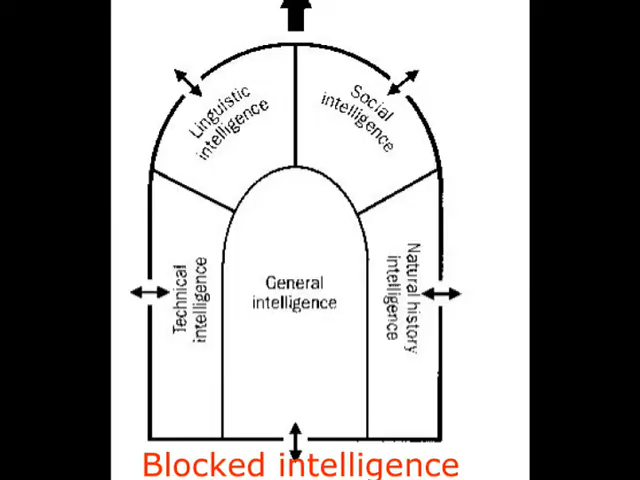 Linguistic
intelligence
Social
intelligence
Technical
intelligence
General
intelligence
Natural history
intelligence
Blocked intelligence